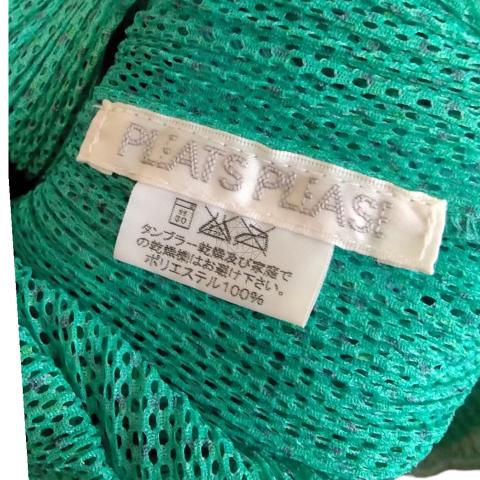 PLEATS PLEASE
タンブラー乾燥及び家庭で
の乾燥機はお避け下さい。
ポリエステル100%